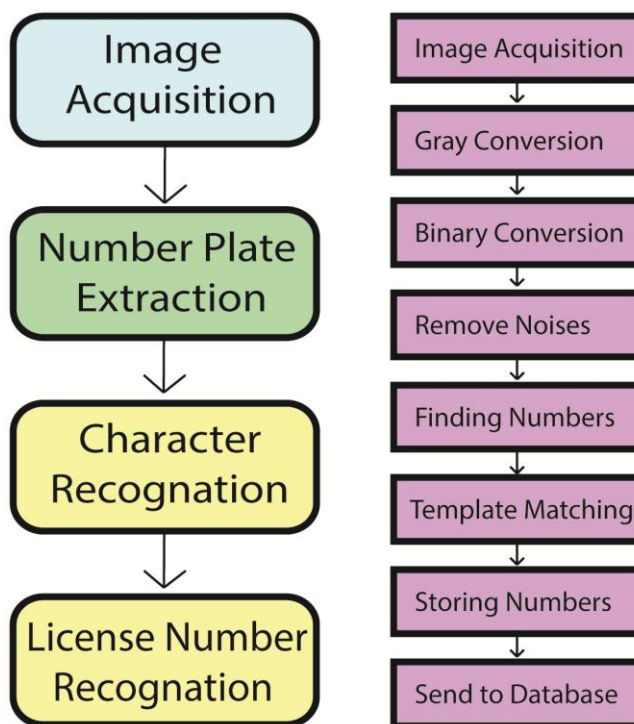 Image
Acquisition
Number Plate
Extraction
Character
Recognation
License Number
Recognation
Image Acquisition
Gray Conversion
Binary Conversion
Remove Noises
Finding Numbers
Template Matching
Storing Numbers
Send to Database